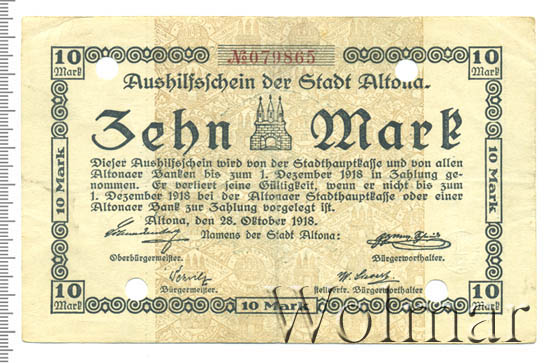 №079865
10 Mark
10 Mark
Aushilfsschein der Stadt Altona.
Zehn Mark
Dieser Aushilfsschein wird von der Stadthauptkasse und von allen
Altonaer Banken bis zum 1. Dezember 1918 in Zahlung ge-
nommen. Er verliert seine Gültigkeit, wenn er nicht bis zum
1. Dezember 1918 bei der Altonaer Stadthauptkasse oder einer
Altonaer Bank zur Zahlung vorgelegt ist.
Altona, den 28. Oktober 1918.
Namens der Stadt Altona:
10 Mark
10 Mark
Oberbürgermeister.
Bürgerworthalter.
Bürgermeister.
stellvertr. Bürgerworthalter
10 Mark
10 Mark
10 Mark
Wolmar